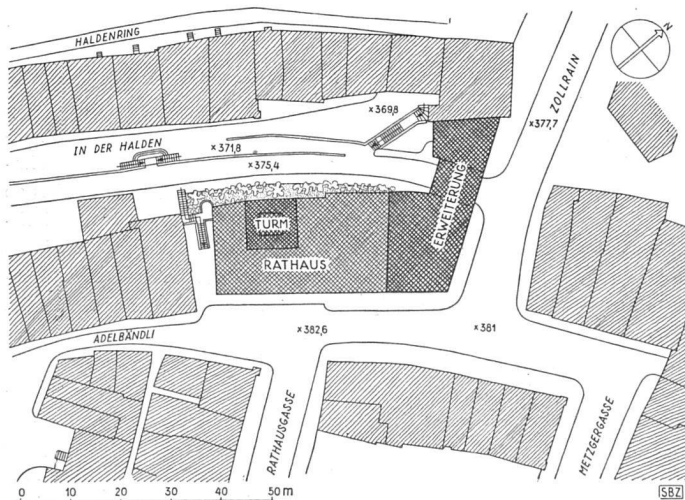 HALDENRING
ZOLLRAIN
×369,8
×377,7
×371,8
IN DER HALDEN
×375,4
TURM
ERWEITERUNG
RATHAUS
×382,6
×381
ADELBÄNDLI
RATHAUSGASSE
METZGERGASSE
0 10 20 30 40 50 m
SBZ